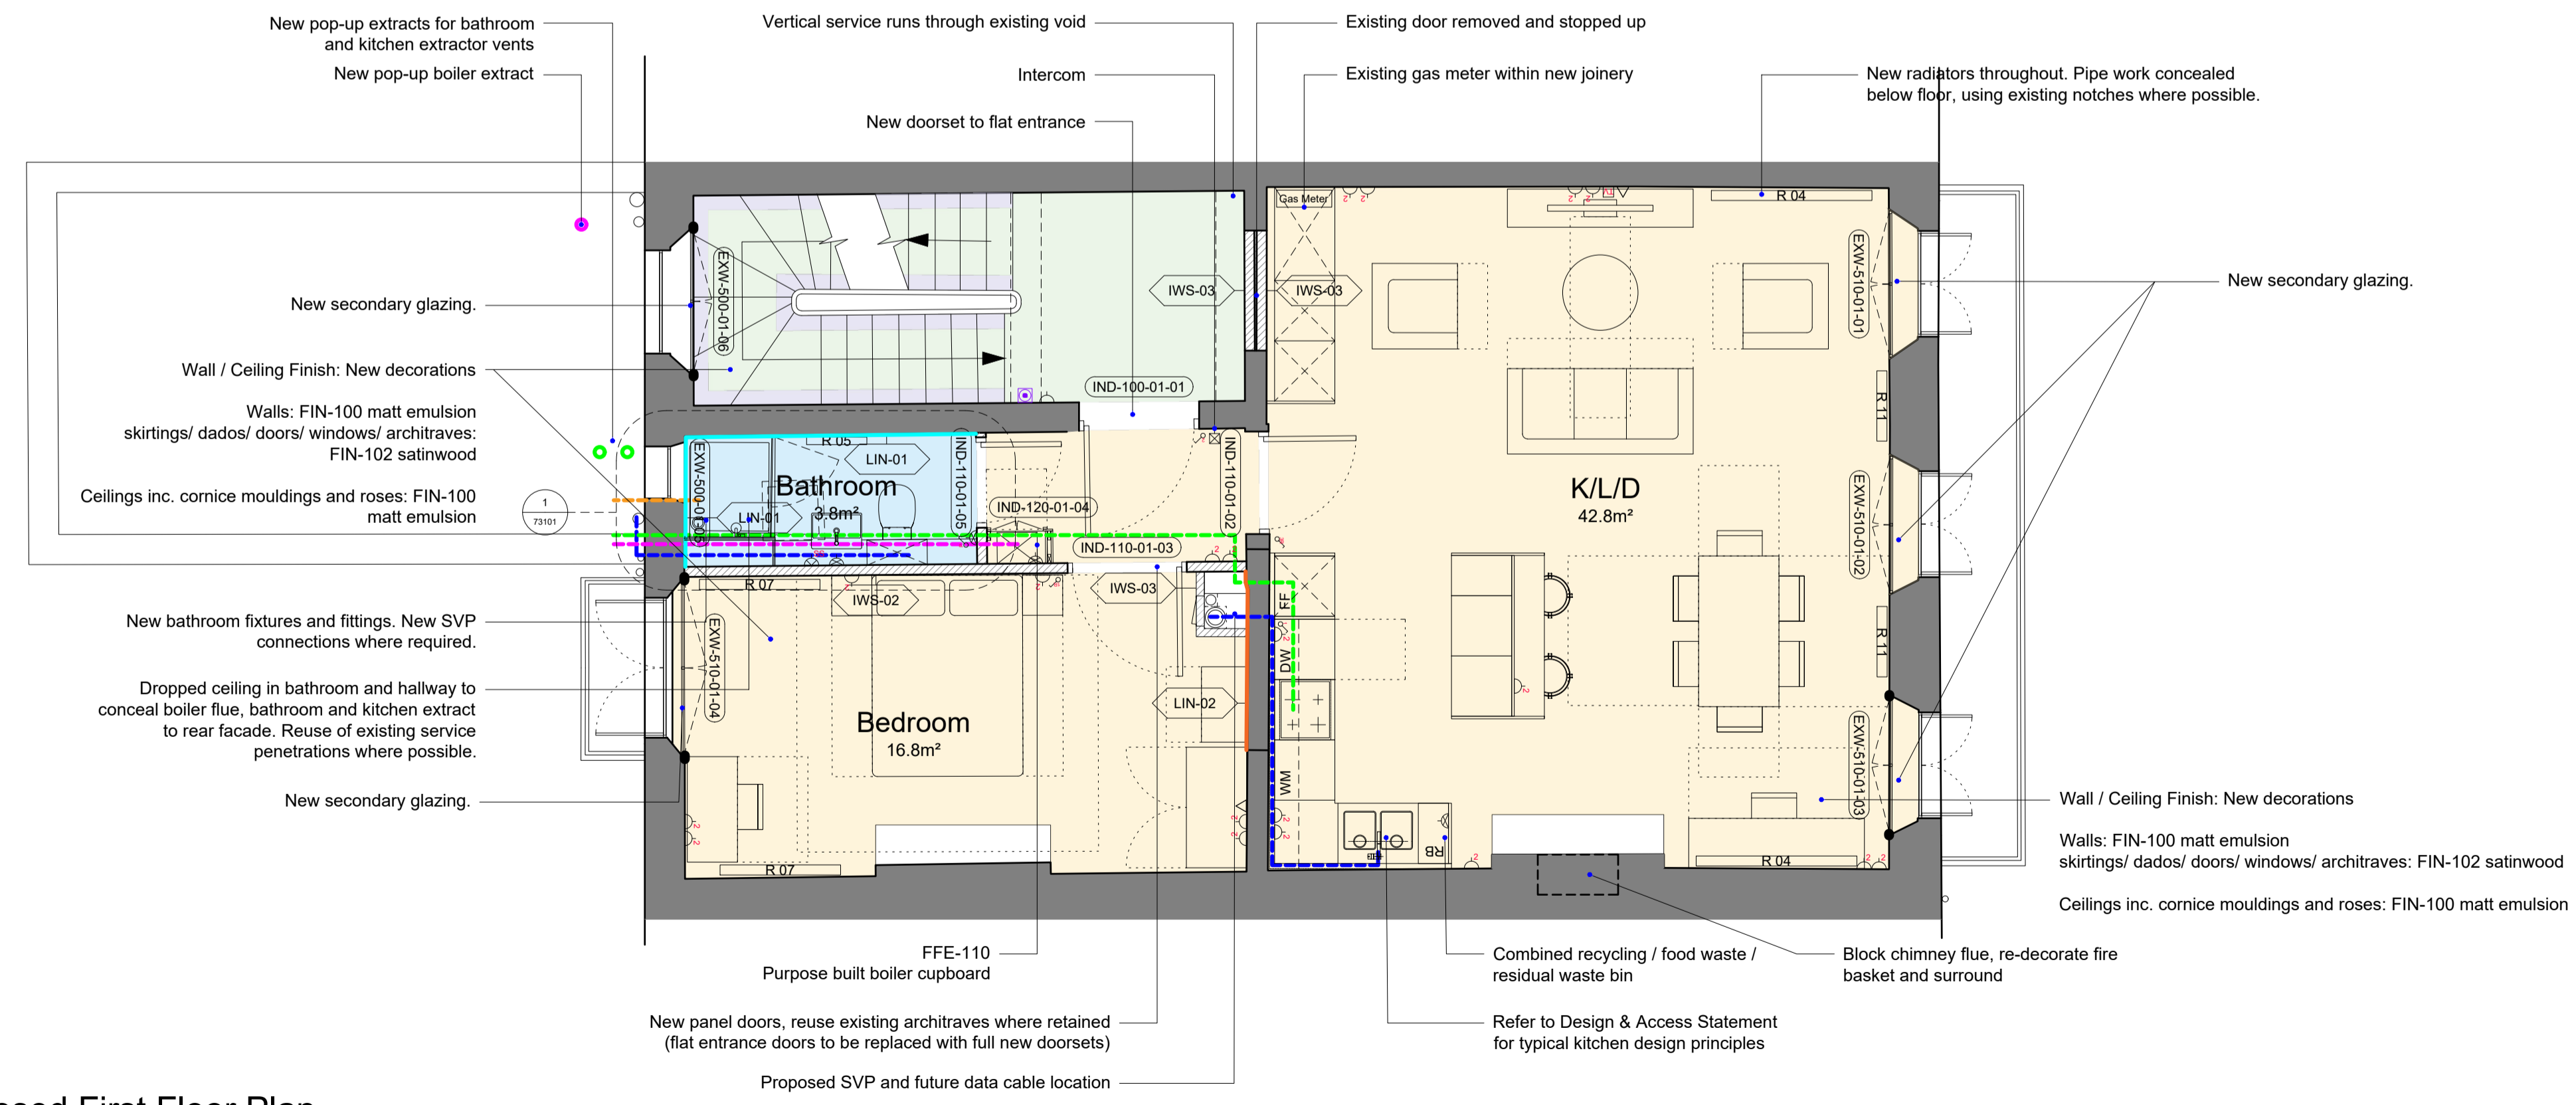 New pop-up extracts for bathroom
and kitchen extractor vents
New pop-up boiler extract
Vertical service runs through existing void
Intercom
New doorset to flat entrance
Existing door removed and stopped up
Existing gas meter within new joinery
New radiators throughout. Pipe work concealed
below floor, using existing notches where possible.
New secondary glazing.
Wall / Ceiling Finish: New decorations
Walls: FIN-100 matt emulsion
skirtings/ dados/ doors/ windows/ architraves:
FIN-102 satinwood
Ceilings inc. cornice mouldings and roses: FIN-100
matt emulsion
1
73101
New bathroom fixtures and fittings. New SVP
connections where required.
Dropped ceiling in bathroom and hallway to
conceal boiler flue, bathroom and kitchen extract
to rear facade. Reuse of existing service
penetrations where possible.
New secondary glazing.
EXW-500-01-06
IWS-03
IWS-03
IND-100-01-01
Gas Meter
R 04
EXW-510-01-01
R 11
New secondary glazing.
EXW-500-01-05
R 05
LIN-01
Bathroom
3.8m²
LIN-01
IND-110-01-05
IND-120-01-04
IND-110-01-02
IND-110-01-03
K/L/D
42.8m²
EXW-510-01-02
R 11
R 07
IWS-02
IWS-03
EXW-510-01-04
LIN-02
Bedroom
16.8m²
R 07
FF
DW
WM
RB
R 04
EXW-510-01-03
Wall / Ceiling Finish: New decorations
Walls: FIN-100 matt emulsion
skirtings/ dados/ doors/ windows/ architraves: FIN-102 satinwood
Ceilings inc. cornice mouldings and roses: FIN-100 matt emulsion
FFE-110
Purpose built boiler cupboard
New panel doors, reuse existing architraves where retained
(flat entrance doors to be replaced with full new doorsets)
Proposed SVP and future data cable location
Combined recycling / food waste /
residual waste bin
Refer to Design & Access Statement
for typical kitchen design principles
Block chimney flue, re-decorate fire
basket and surround
First Floor Plan